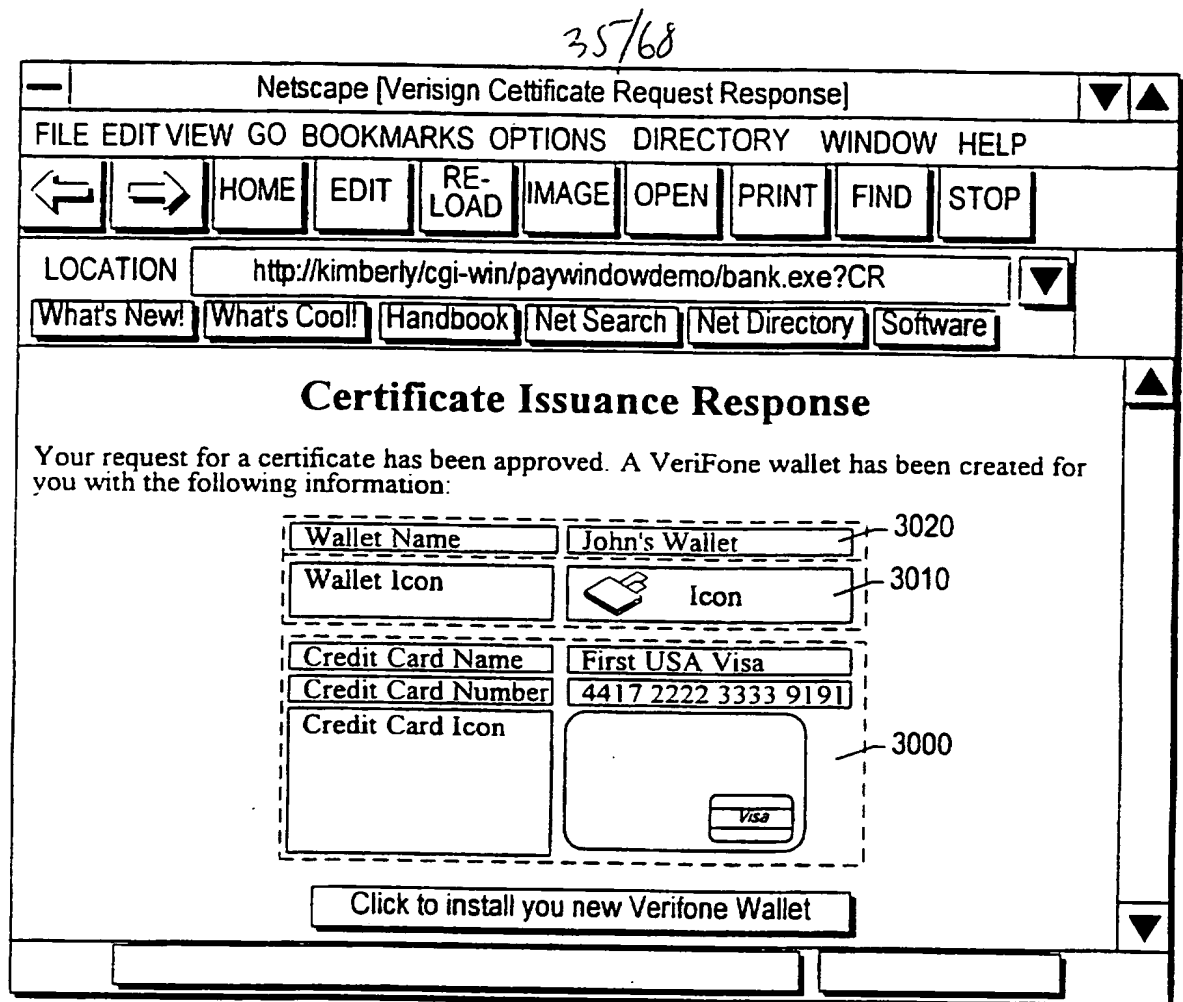 35/68
Netscape [Verisign Cettificate Request Response]
FILE EDIT VIEW GO BOOKMARKS OPTIONS DIRECTORY WINDOW HELP
HOME EDIT RE-LOAD IMAGE OPEN PRINT FIND STOP
LOCATION http://kimberly/cgi-win/paywindowdemo/bank.exe?CR
What's New! What's Cool! Handbook Net Search Net Directory Software
Certificate Issuance Response
Your request for a certificate has been approved. A VeriFone wallet has been created for
you with the following information:
Wallet Name John's Wallet 3020
Wallet Icon Icon 3010
Credit Card Name First USA Visa
Credit Card Number 4417 2222 3333 9191
Credit Card Icon 3000
Visa
Click to install you new Verifone Wallet